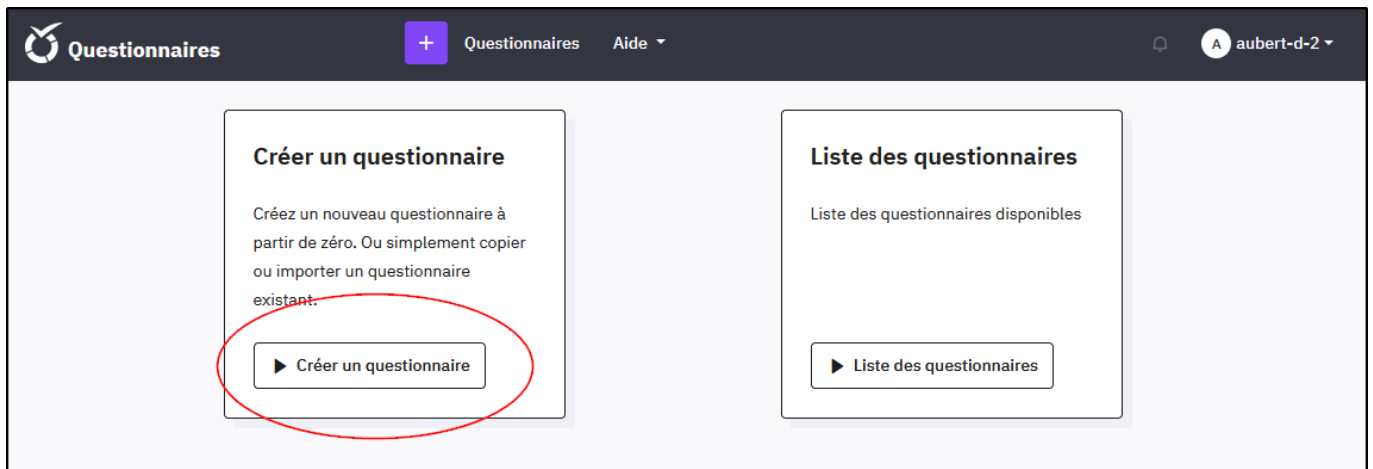 Questionnaires
+ Questionnaires Aide
A aubert-d-2
Créer un questionnaire
Créez un nouveau questionnaire à
partir de zéro. Ou simplement copier
ou importer un questionnaire
existant.
Créer un questionnaire
Liste des questionnaires
Liste des questionnaires disponibles
Liste des questionnaires